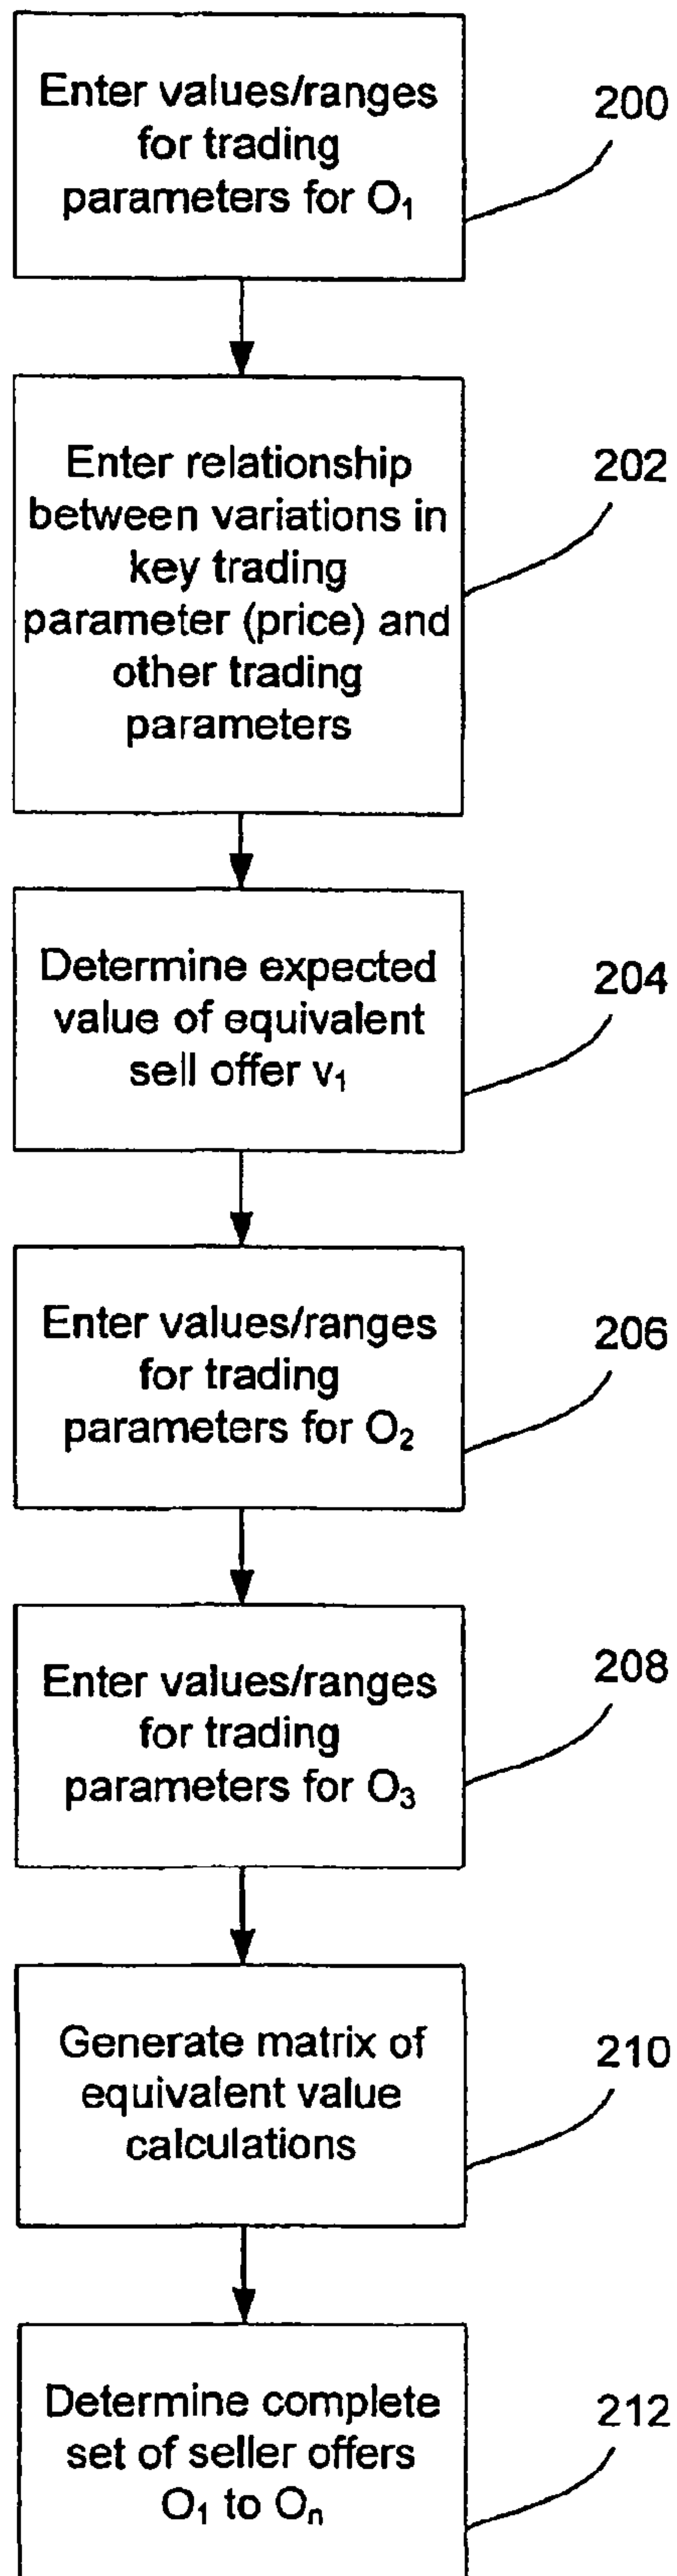 Enter values/ranges
for trading
parameters for O₁
200
Enter relationship
between variations in
key trading
parameter (price) and
other trading
parameters
202
Determine expected
value of equivalent
sell offer v₁
204
Enter values/ranges
for trading
parameters for O₂
206
Enter values/ranges
for trading
parameters for O₃
208
Generate matrix of
equivalent value
calculations
210
Determine complete
set of seller offers
O₁ to Oₙ
212